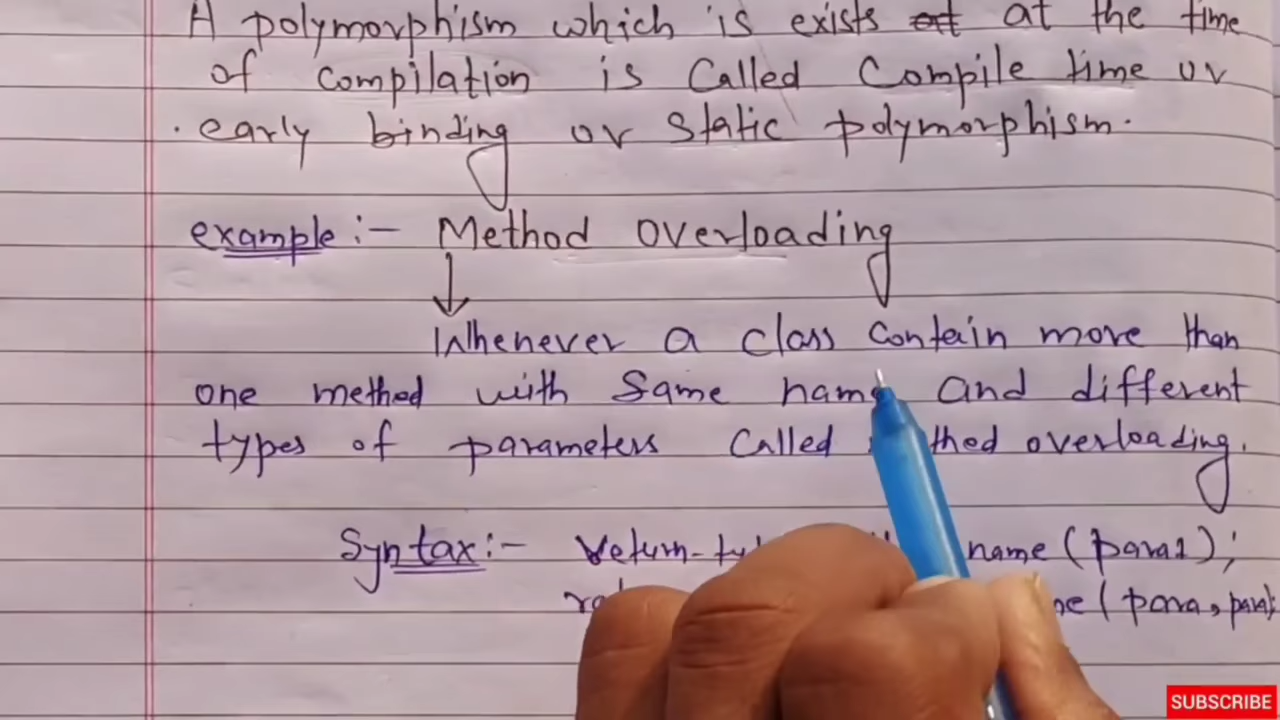 A polymorphism which is exists at the time
of compilation is called Compile time or
early binding or Static polymorphism.
example:- Method overloading
Whenever a class contain more than
one method with same name and different
types of parameters called overloading.
Syntax:- return-ty name (para1);
(para, para);
SUBSCRIBE